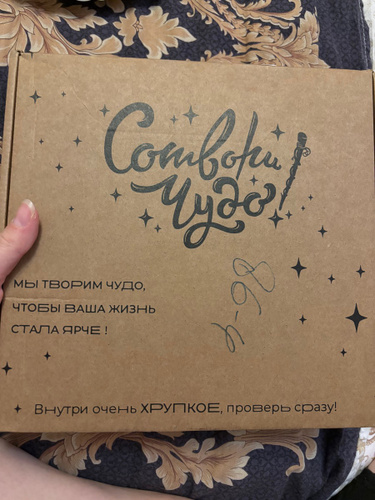 Сотвори
Чудо!
МЫ ТВОРИМ ЧУДО,
ЧТОБЫ ВАША ЖИЗНЬ
СТАЛА ЯРЧЕ !
Внутри очень ХРУПКОЕ, проверь сразу!